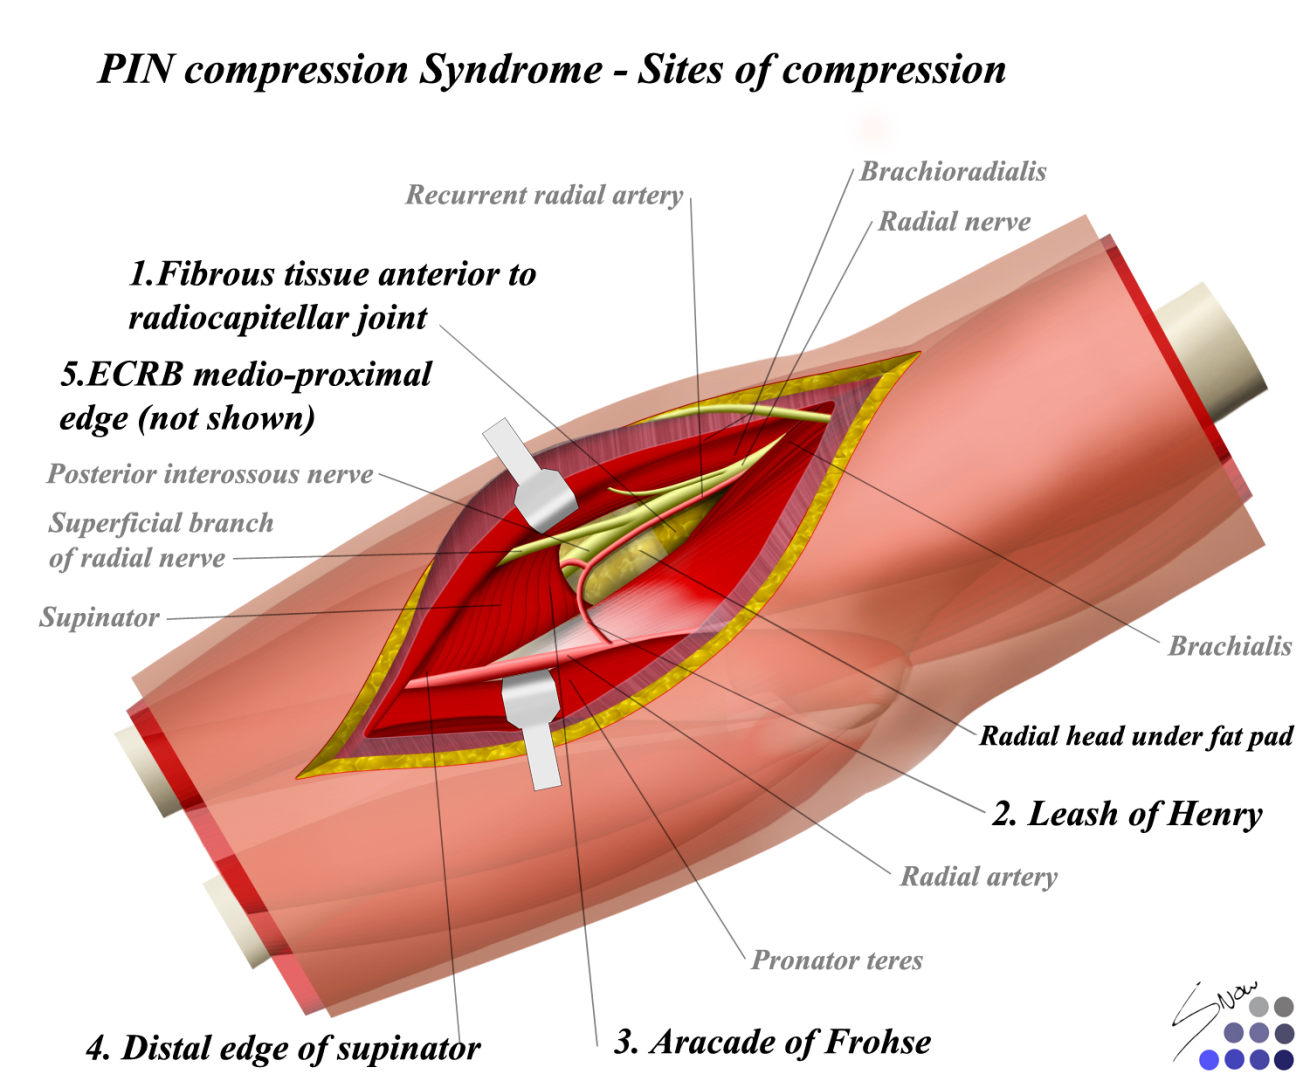 PIN compression Syndrome - Sites of compression
Brachioradialis
Recurrent radial artery
Radial nerve
1.Fibrous tissue anterior to
radiocapitellar joint
5.ECRB medio-proximal
edge (not shown)
Posterior interossous nerve
Superficial branch
of radial nerve
Supinator
Brachialis
Radial head under fat pad
2. Leash of Henry
Radial artery
Pronator teres
Snow
3. Aracade of Frohse
4. Distal edge of supinator